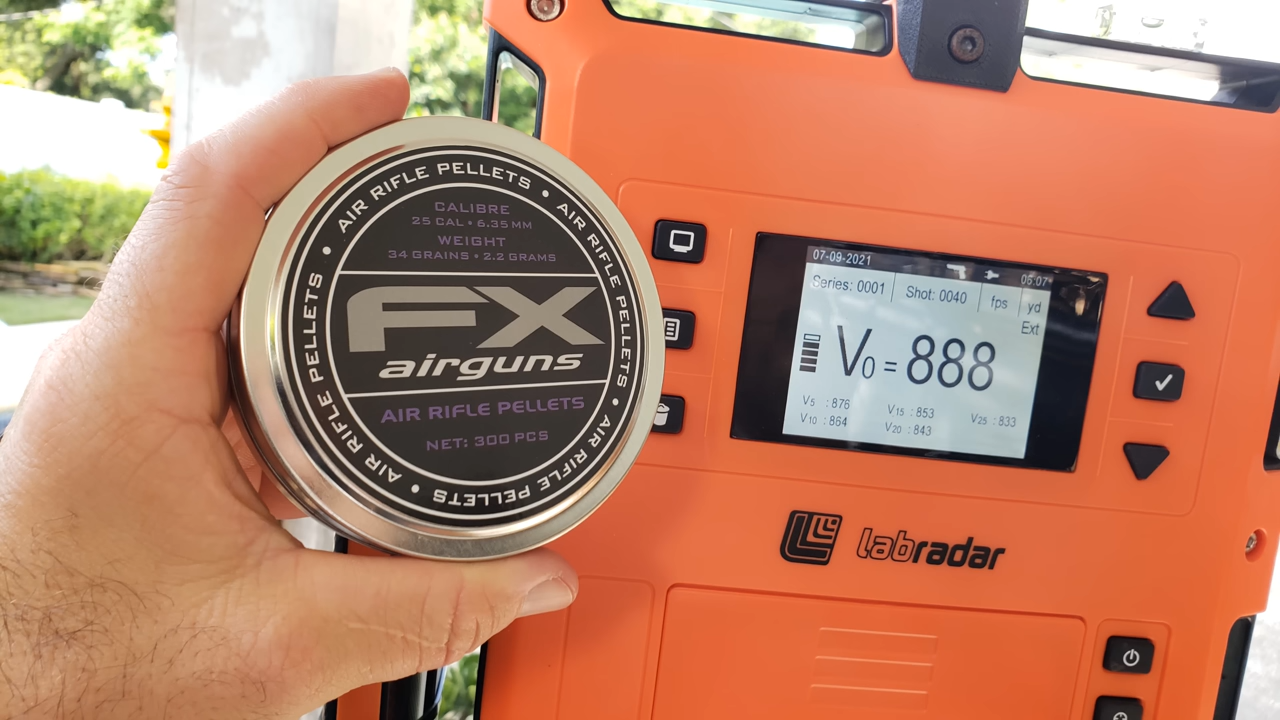 AIR RIFLE PELLETS • AIR RIFLE PELLETS • AIR RIFLE PELLETS • AIR RIFLE PELLETS •
CALIBRE
25 CAL • 6.35 MM
WEIGHT
34 GRAINS • 2.2 GRAMS
FX
airguns
AIR RIFLE PELLETS
NET: 300 PCS
07-09-2021 05:07
Series: 0001 Shot: 0040 fps yd
Ext
V0 = 888
V5 : 876 V15 : 853 V25 : 833
V10 : 864 V20 : 843
labradar